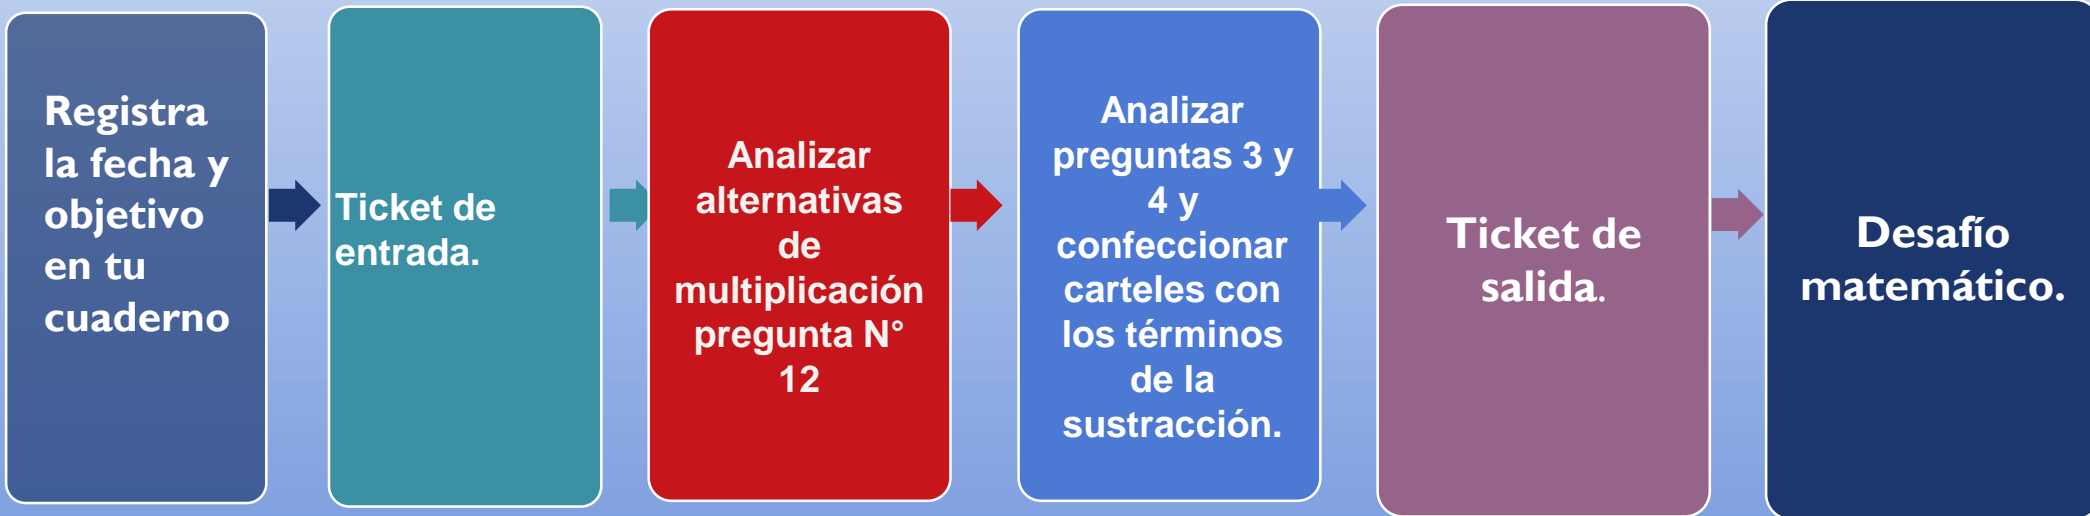 Registra
la fecha y
objetivo
en tu
cuaderno
Ticket de
entrada.
Analizar
alternativas
de
multiplicación
pregunta N°
12
Analizar
preguntas 3 y
4 y
confeccionar
carteles con
los términos
de la
sustracción.
Ticket de
salida.
Desafío
matemático.